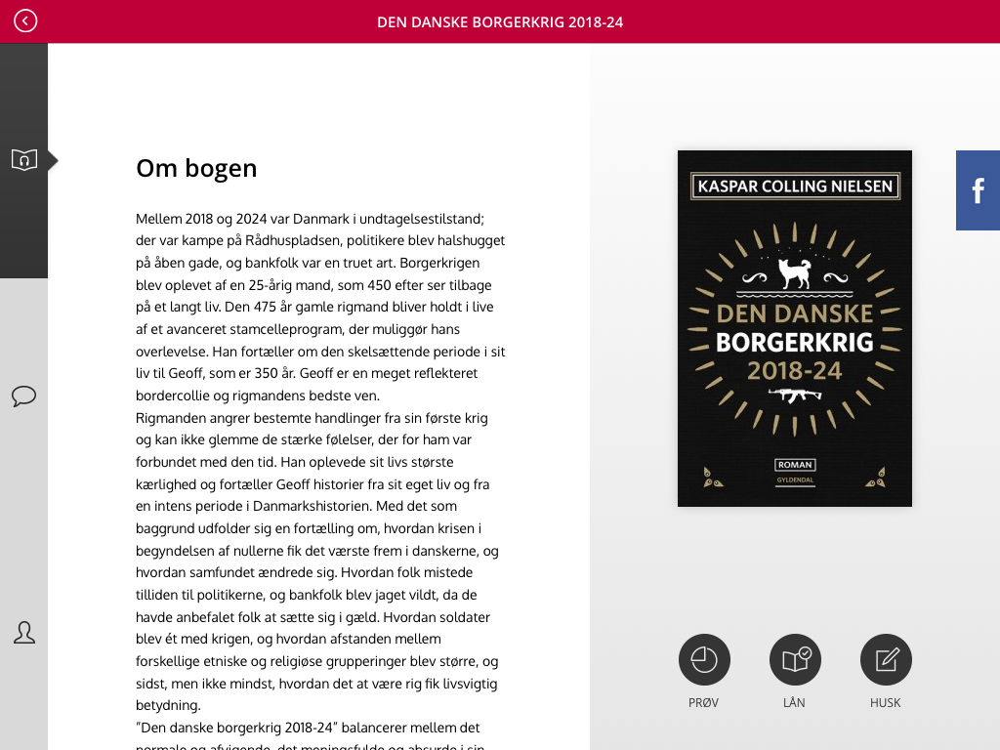 DEN DANSKE BORGERKRIG 2018-24
Om bogen
Mellem 2018 og 2024 var Danmark i undtagelsestilstand;
der var kampe på Rådhuspladsen, politikere blev halshugget
på åben gade, og bankfolk var en truet art. Borgerkrigen
blev oplevet af en 25-årig mand, som 450 efter ser tilbage
på et langt liv. Den 475 år gamle rigmand bliver holdt i live
af et avanceret stamcelleprogram, der muliggør hans
overlevelse. Han fortæller om den skelsættende periode i sit
liv til Geoff, som er 350 år. Geoff er en meget reflekteret
bordercollie og rigmandens bedste ven.
Rigmanden angrer bestemte handlinger fra sin første krig
og kan ikke glemme de stærke følelser, der for ham var
forbundet med den tid. Han oplevede sit livs største
kærlighed og fortæller Geoff historier fra sit eget liv og fra
en intens periode i Danmarkshistorien. Med det som
baggrund udfolder sig en fortælling om, hvordan krisen i
begyndelsen af nullerne fik det værste frem i danskerne, og
hvordan samfundet ændrede sig. Hvordan folk mistede
tilliden til politikerne, og bankfolk blev jaget vildt, da de
havde anbefalet folk at sætte sig i gæld. Hvordan soldater
blev ét med krigen, og hvordan afstanden mellem
forskellige etniske og religiøse grupperinger blev større, og
sidst, men ikke mindst, hvordan det at være rig fik livsvigtig
betydning.
”Den danske borgerkrig 2018-24” balancerer mellem det
normale og afvigende, det meningsfulde og absurde i sin
KASPAR COLLING NIELSEN
DEN DANSKE
BORGERKRIG
2018-24
ROMAN
GYLDENDAL
f
PRØV
LÅN
HUSK